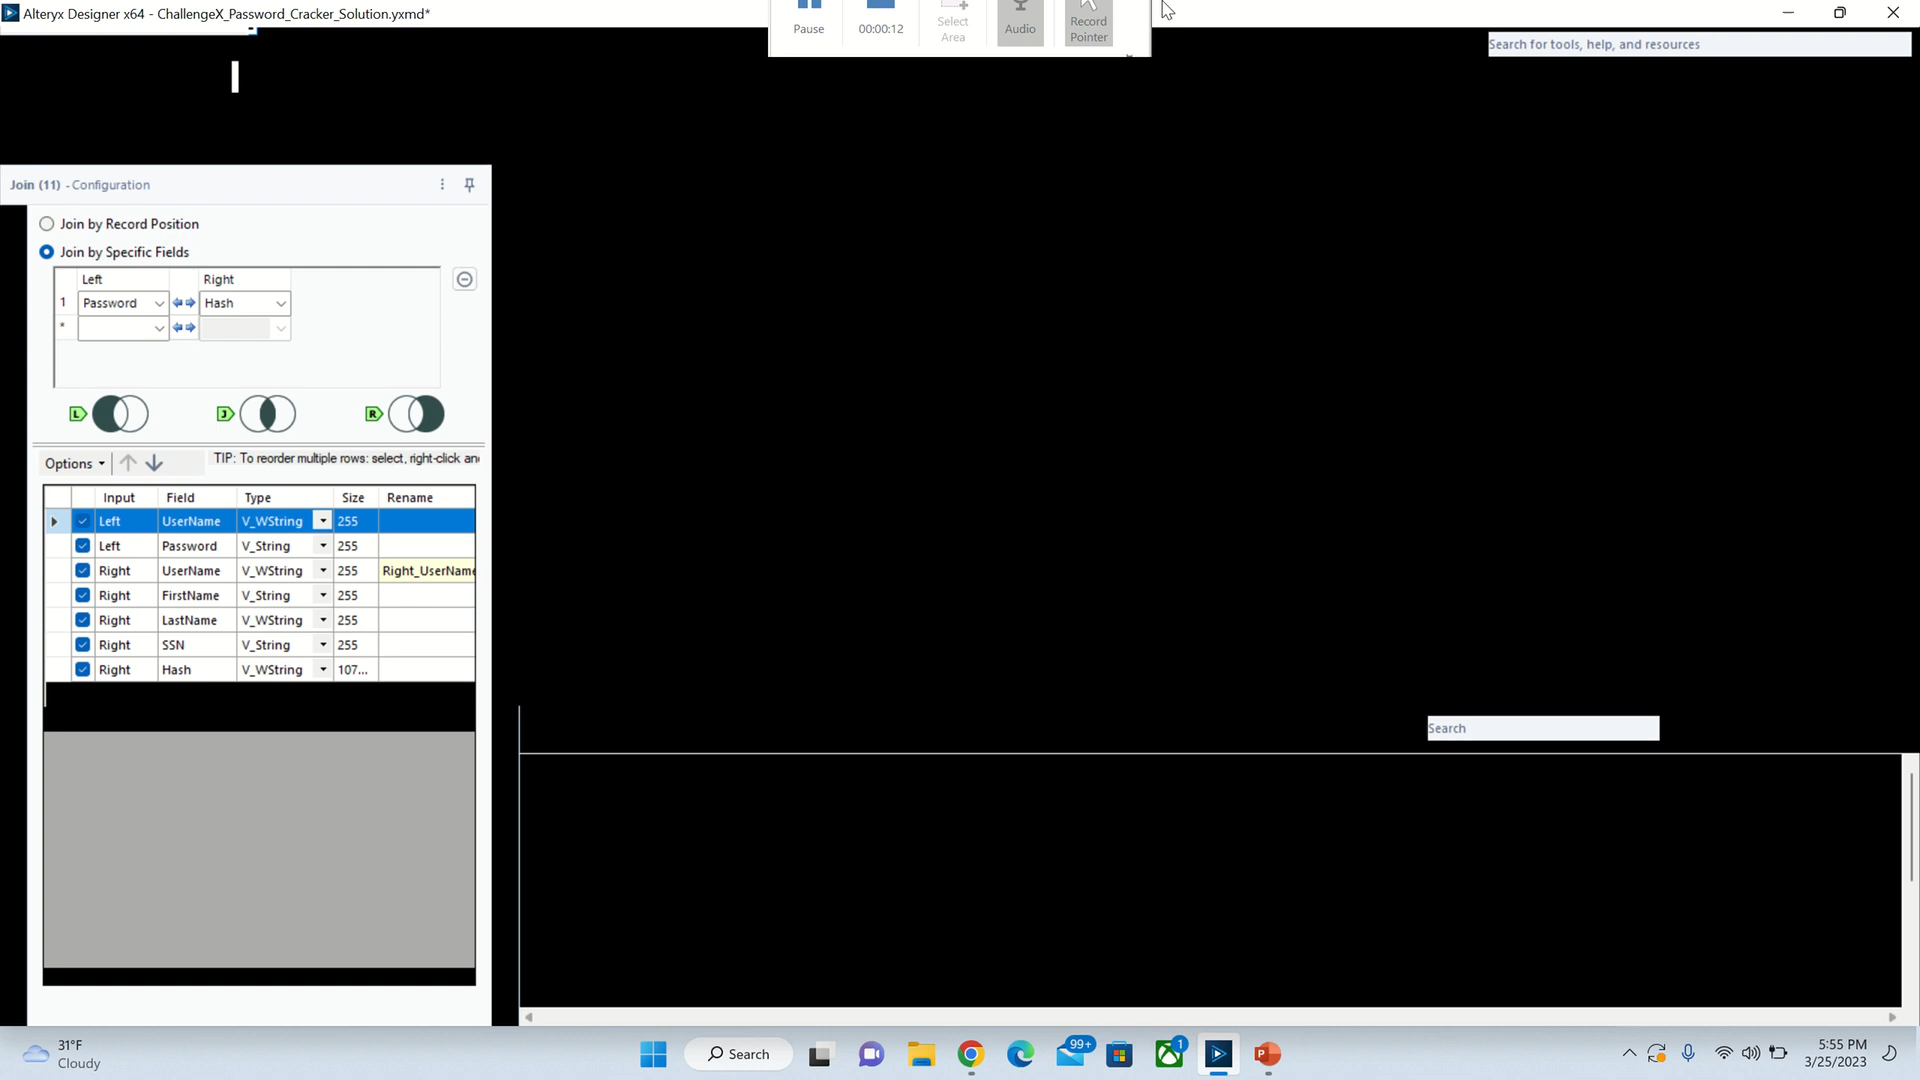 Alteryx Designer x64 - ChallengeX_Password_Cracker_Solution.yxmd*
Pause
00:00:12
Select
Area
Audio
Record
Pointer
Search for tools, help, and resources
Join (11) - Configuration
Join by Record Position
Join by Specific Fields
Left Right
1 Password Hash
*
L J R
Options TIP: To reorder multiple rows: select, right-click and
Input Field Type Size Rename
Left UserName V_WString 255
Left Password V_String 255
Right UserName V_WString 255 Right_UserName
Right FirstName V_String 255
Right LastName V_WString 255
Right SSN V_String 255
Right Hash V_WString 107...
Search
31°F
Cloudy
Search
99+
1
P
5:55 PM
3/25/2023